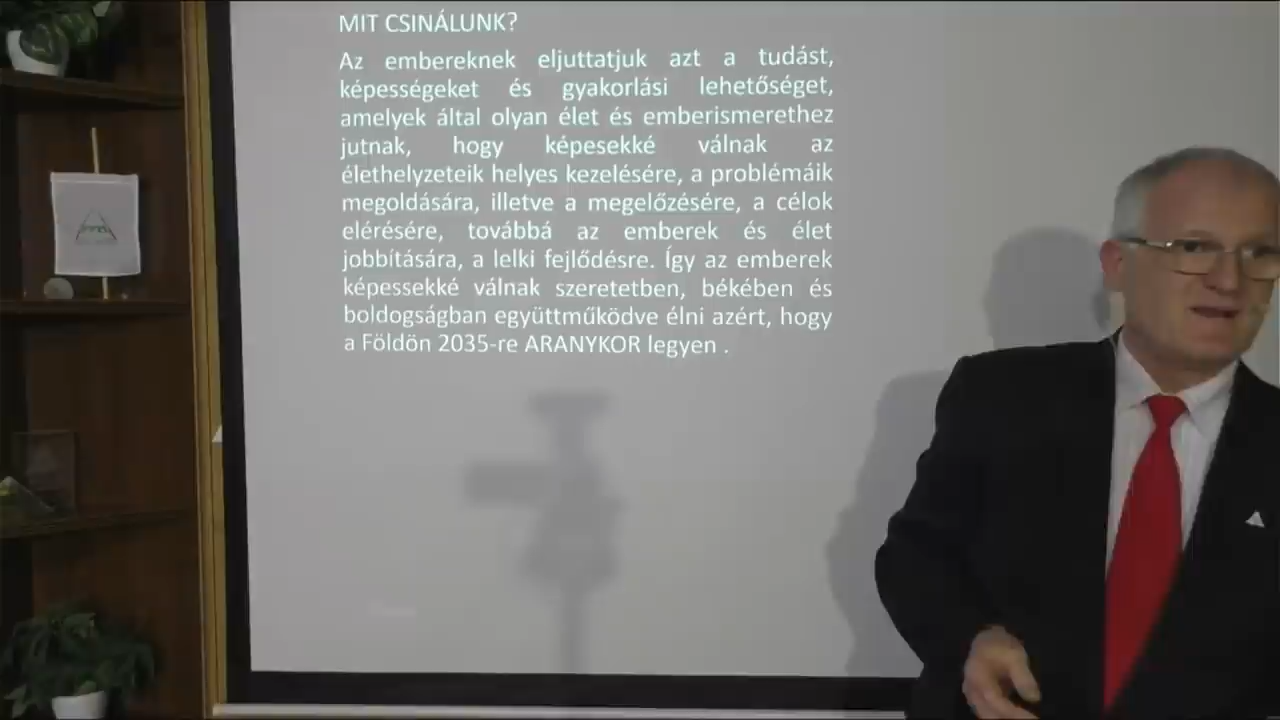 MIT CSINÁLUNK?
Az embereknek eljuttatjuk azt a tudást,
képességeket és gyakorlási lehetőséget,
amelyek által olyan élet és emberismerethez
jutnak, hogy képesekké válnak az
élethelyzeteik helyes kezelésére, a problémáik
megoldására, illetve a megelőzésére, a célok
elérésére, továbbá az emberek és élet
jobbítására, a lelki fejlődésre. Így az emberek
képessekké válnak szeretetben, békében és
boldogságban együttműködve élni azért, hogy
a Földön 2035-re ARANYKOR legyen .